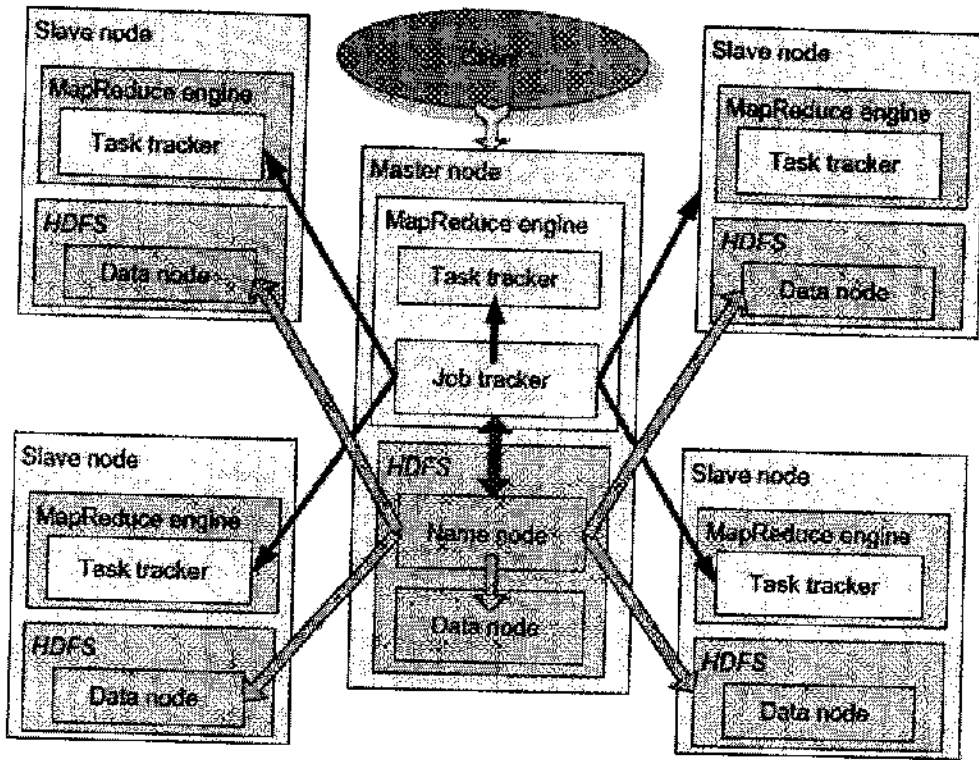 Client
Slave node
MapReduce engine
Task tracker
HDFS
Data node
Master node
MapReduce engine
Task tracker
Job tracker
HDFS
Name node
Data node
Slave node
MapReduce engine
Task tracker
HDFS
Data node
Slave node
MapReduce engine
Task tracker
HDFS
Data node
Slave node
MapReduce engine
Task tracker
HDFS
Data node